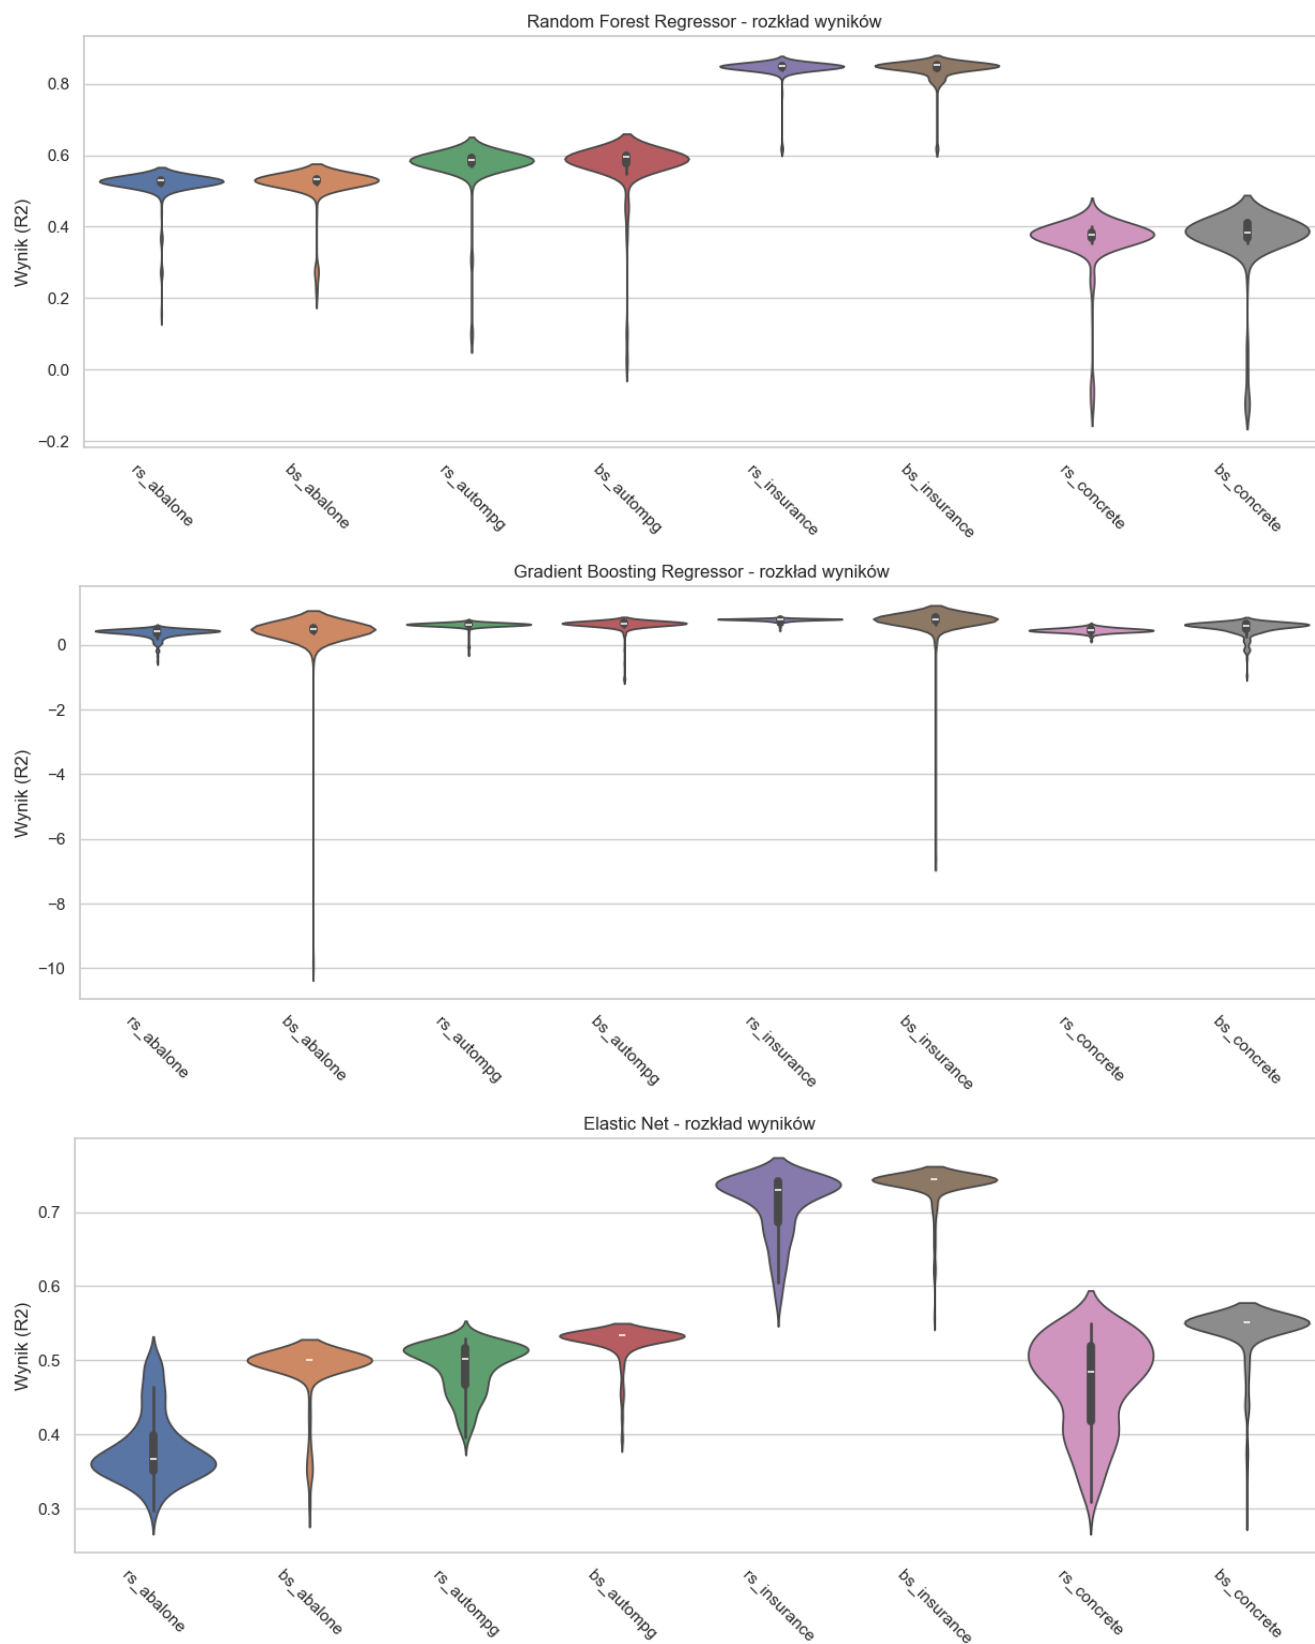 Random Forest Regressor - rozkład wyników
Wynik (R2)
0.8
0.6
0.4
0.2
0.0
−0.2
rs_abalone
bs_abalone
rs_autompg
bs_autompg
rs_insurance
bs_insurance
rs_concrete
bs_concrete
Gradient Boosting Regressor - rozkład wyników
Wynik (R2)
0
−2
−4
−6
−8
−10
rs_abalone
bs_abalone
rs_autompg
bs_autompg
rs_insurance
bs_insurance
rs_concrete
bs_concrete
Elastic Net - rozkład wyników
Wynik (R2)
0.7
0.6
0.5
0.4
0.3
rs_abalone
bs_abalone
rs_autompg
bs_autompg
rs_insurance
bs_insurance
rs_concrete
bs_concrete